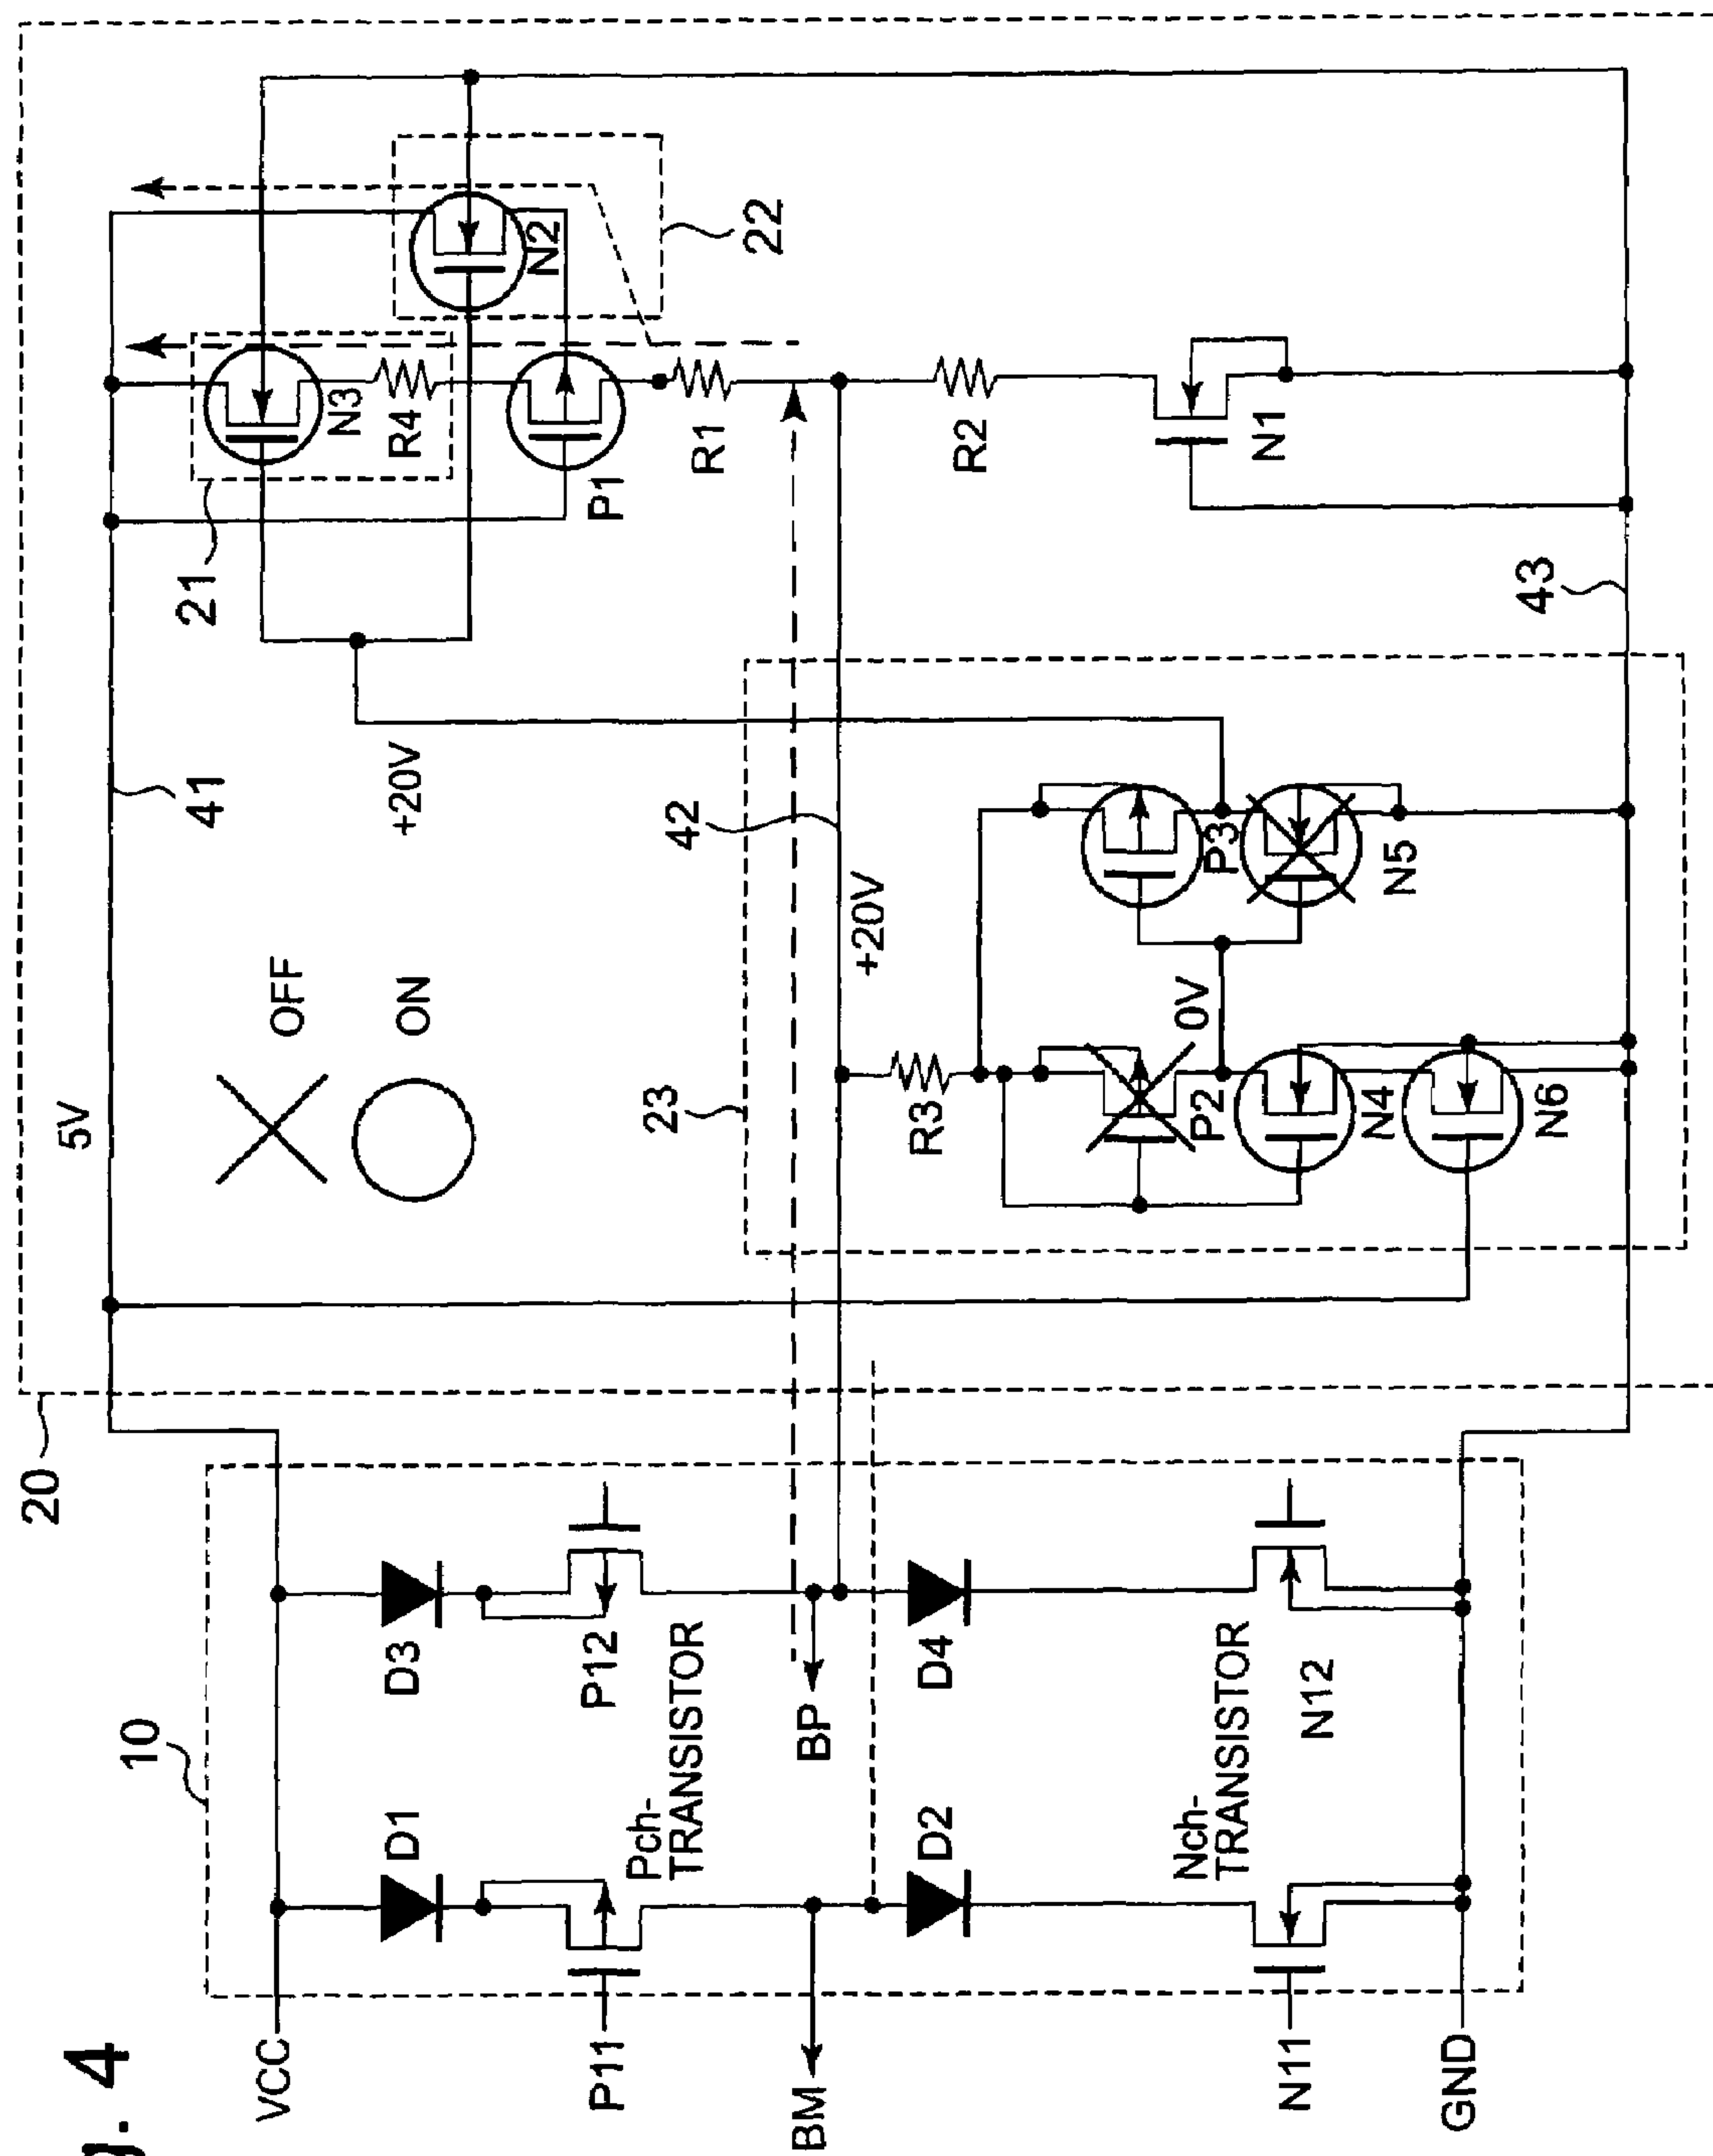 g. 4
20
10
VCC
D1
D3
P11
P12
Pch-
TRANSISTOR
BM
BP
D2
D4
Nch-
TRANSISTOR
N11
N12
GND
5V
OFF
ON
41
+20V
21
N3
R4
N2
22
P1
R1
42
+20V
23
R3
P2
0V
N4
N6
P3
N5
R2
N1
43